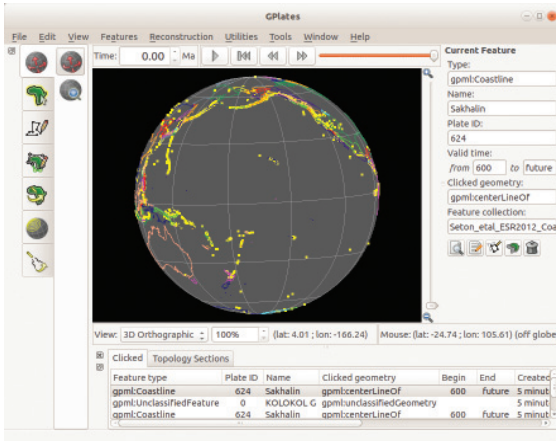 GPlates
File Edit View Features Reconstruction Utilities Tools Window Help
Time: 0.00 Ma
Current Feature
Type:
gpml:Coastline
Name:
Sakhalin
Plate ID:
624
Valid time:
from 600 to future
Clicked geometry:
gpml:centerLineOf
Feature collection:
Seton_etal_ESR2012_Coa
View: 3D Orthographic 100% (lat: 4.01 ; lon: -166.24) Mouse: (lat: -24.74 ; lon: 105.61) (off globe
Clicked Topology Sections
Feature type Plate ID Name Clicked geometry Begin End Created
gpml:Coastline 624 Sakhalin gpml:centerLineOf 600 future 5 minut
gpml:UnclassifiedFeature 0 KOLOKOL G gpml:unclassifiedGeometry 5 minut
gpml:Coastline 624 Sakhalin gpml:centerLineOf 600 future 5 minut